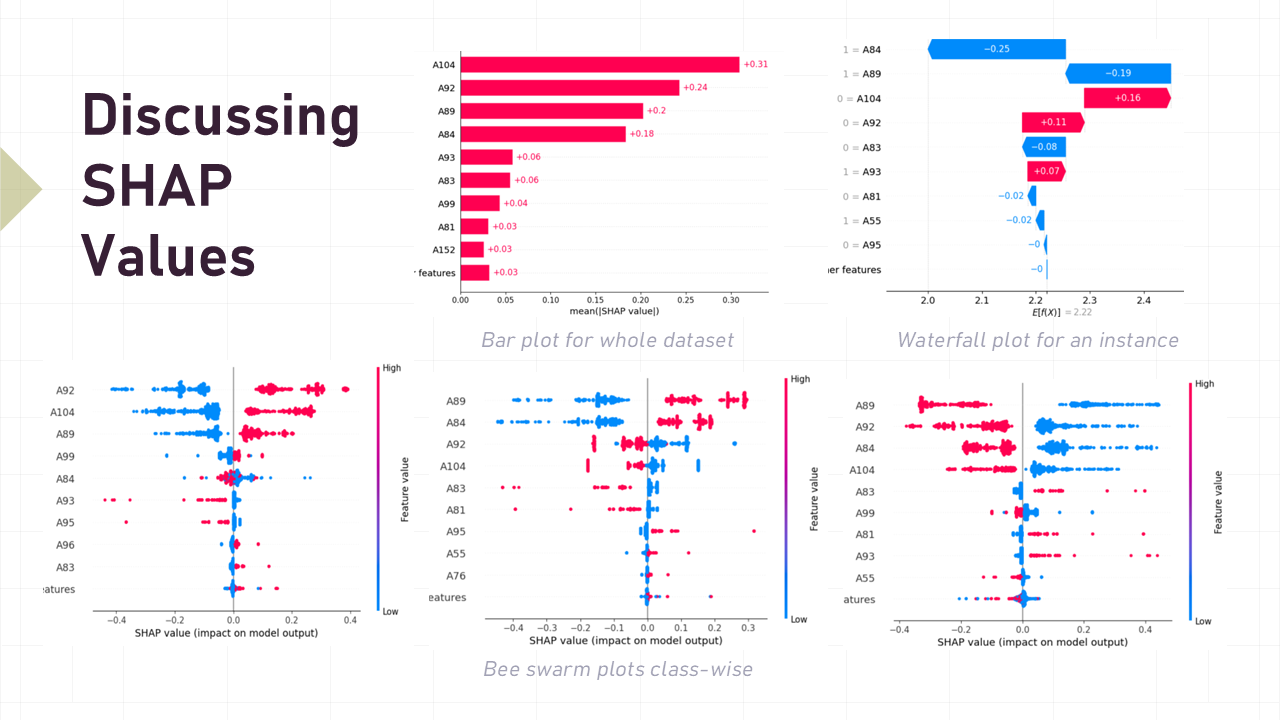 Discussing
SHAP
Values
A104
+0.31
A92
+0.24
A89
+0.2
A84
+0.18
A93
+0.06
A83
+0.06
A99
+0.04
A81
+0.03
A152
+0.03
r features
+0.03
0.00 0.05 0.10 0.15 0.20 0.25 0.30
mean(|SHAP value|)
Bar plot for whole dataset
1 = A84
−0.25
1 = A89
−0.19
0 = A104
+0.16
0 = A92
+0.11
0 = A83
−0.08
1 = A93
+0.07
0 = A81
−0.02
1 = A55
−0.02
0 = A95
−0
er features
−0
2.0 2.1 2.2 2.3 2.4
E[f(X)] = 2.22
Waterfall plot for an instance
High
A92
A104
A89
A99
A84
A93
A95
A96
A83
eatures
Low
Feature value
−0.4 −0.2 0.0 0.2 0.4
SHAP value (impact on model output)
High
A89
A84
A92
A104
A83
A81
A95
A55
A76
eatures
Low
Feature value
−0.4 −0.3 −0.2 −0.1 0.0 0.1 0.2 0.3
SHAP value (impact on model output)
High
A89
A92
A84
A104
A83
A99
A81
A93
A55
atures
Low
Feature value
−0.4 −0.2 0.0 0.2 0.4
SHAP value (impact on model output)
Bee swarm plots class-wise